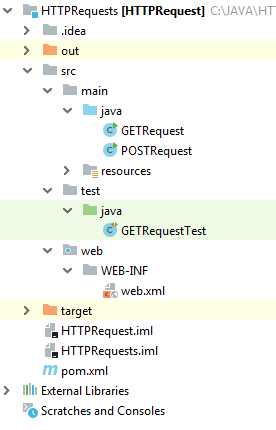 HTTPRequests [HTTPRequest] C:\JAVA\HT
.idea
out
src
main
java
GETRequest
POSTRequest
resources
test
java
GETRequestTest
web
WEB-INF
web.xml
target
HTTPRequest.iml
HTTPRequests.iml
pom.xml
External Libraries
Scratches and Consoles